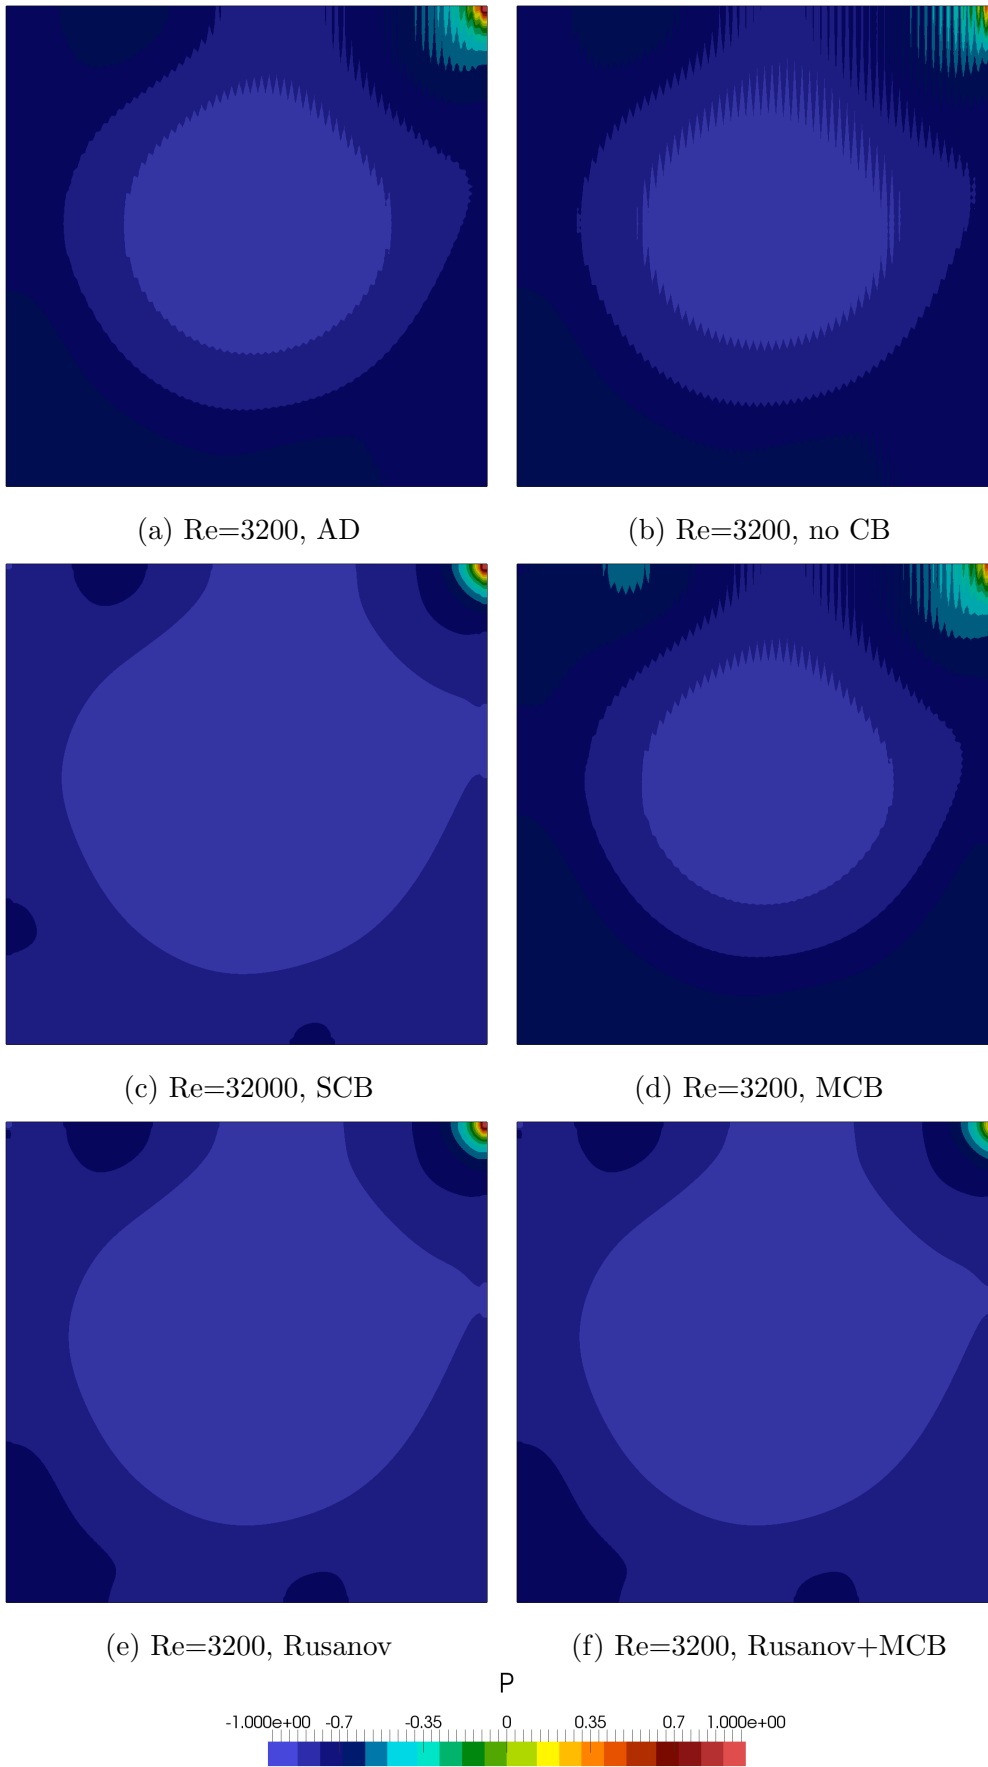 (a) Re=3200, AD
(b) Re=3200, no CB
(c) Re=32000, SCB
(d) Re=3200, MCB
(e) Re=3200, Rusanov
(f) Re=3200, Rusanov+MCB
P
-1.000e+00 -0.7 -0.35 0 0.35 0.7 1.000e+00